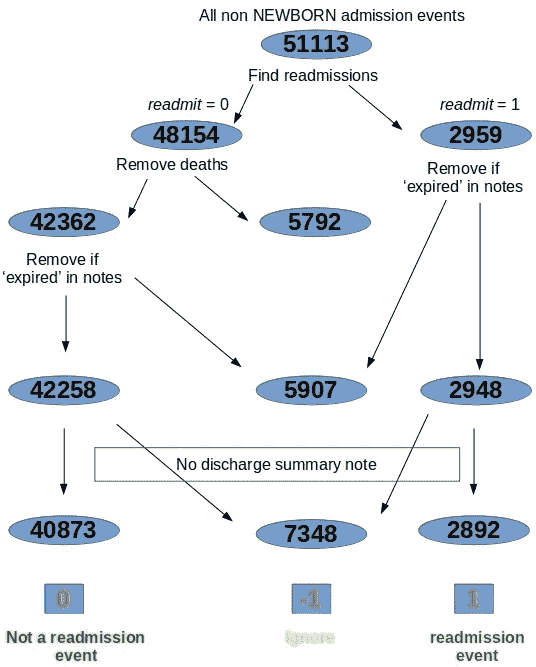 All non NEWBORN admission events
51113
Find readmissions
readmit = 0
readmit = 1
48154
2959
Remove deaths
Remove if
‘expired’ in notes
42362
5792
Remove if
‘expired’ in notes
42258
5907
2948
No discharge summary note
40873
7348
2892
0
-1
1
Not a readmission
event
Ignore
readmission
event